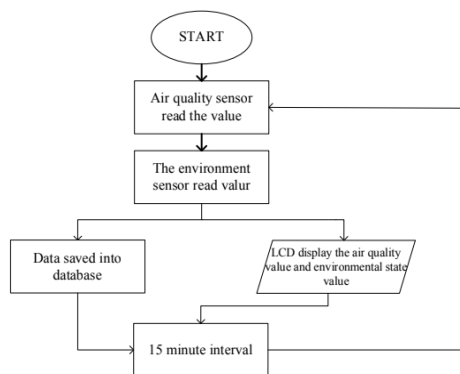 START
Air quality sensor
read the value
The environment
sensor read valur
Data saved into
database
LCD display the air quality
value and environmental state
value
15 minute interval